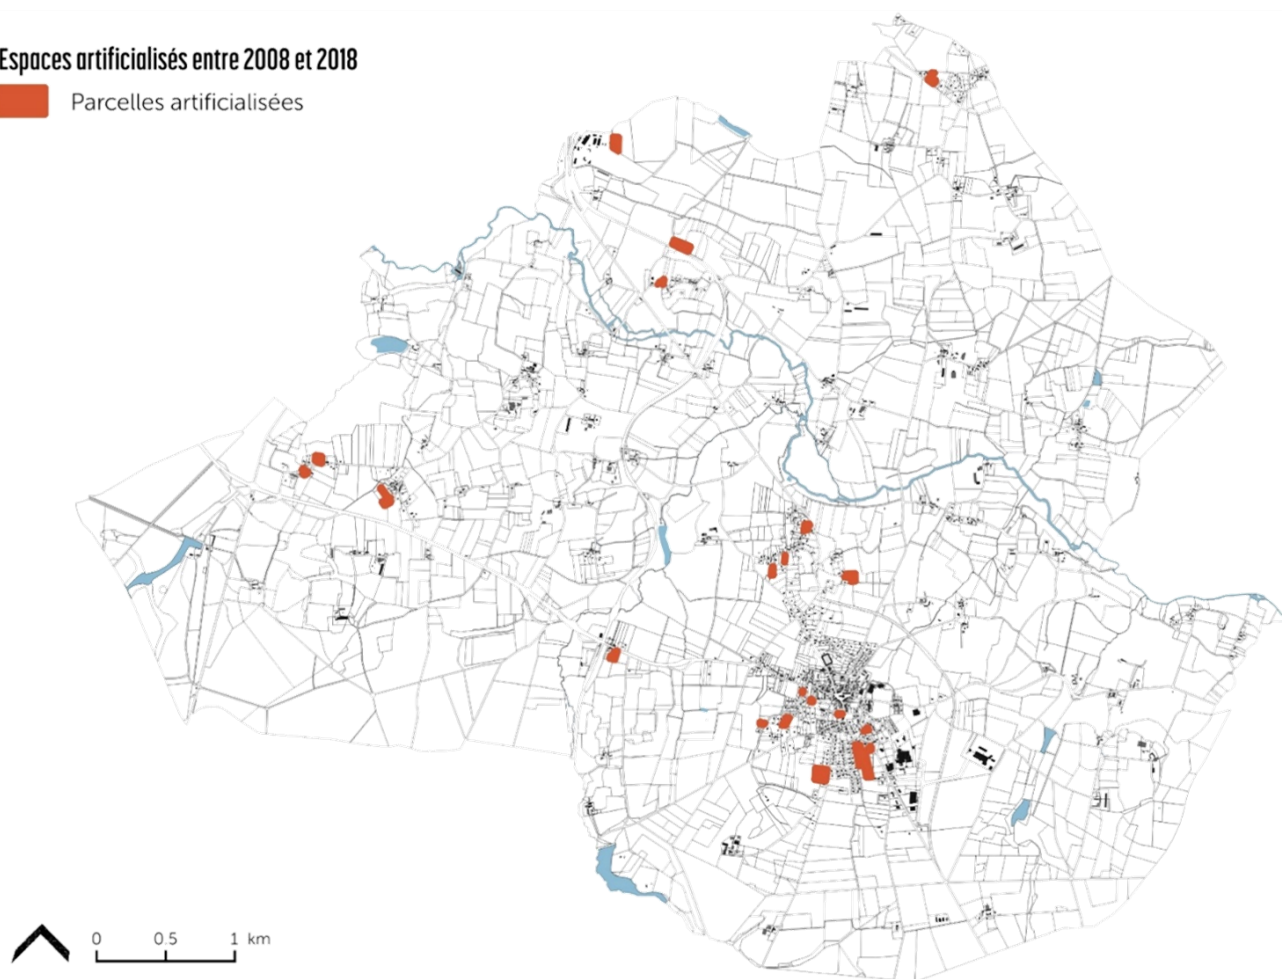 Espaces artificialisés entre 2008 et 2018
Parcelles artificialisées
0 0.5 1 km